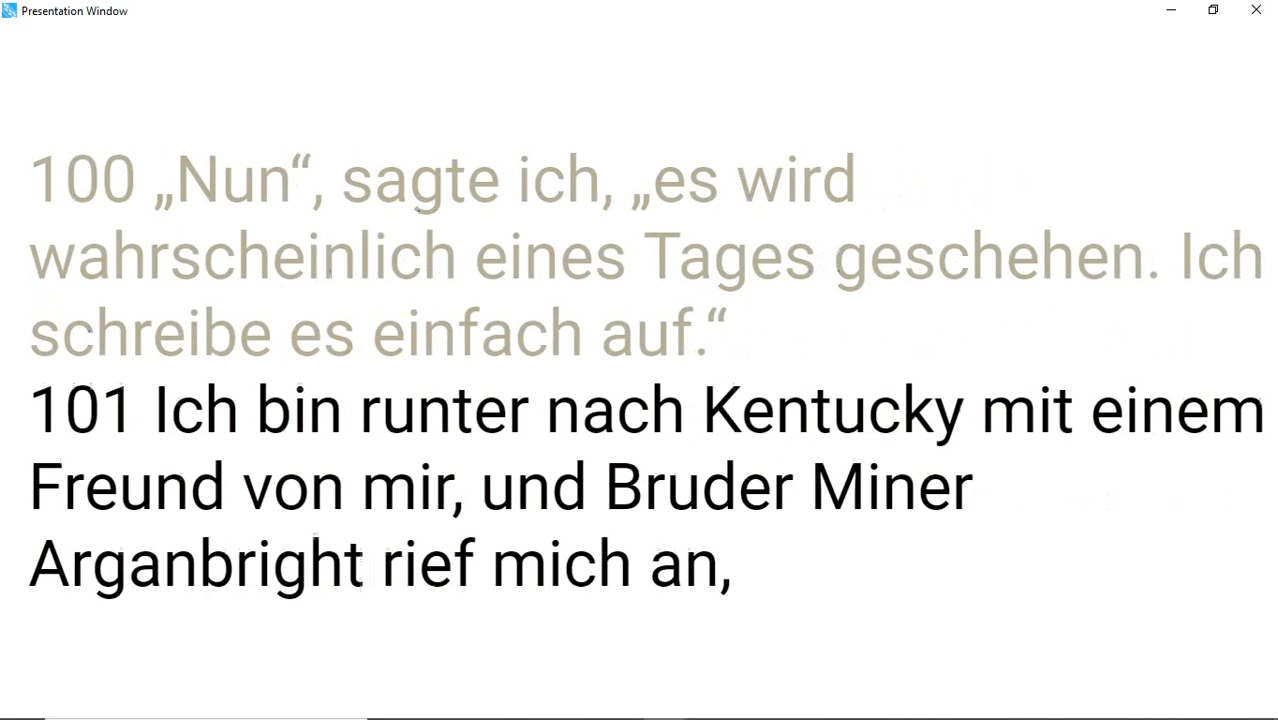 Presentation Window
100 „Nun“, sagte ich, „es wird
wahrscheinlich eines Tages geschehen. Ich
schreibe es einfach auf.“
101 Ich bin runter nach Kentucky mit einem
Freund von mir, und Bruder Miner
Arganbright rief mich an,